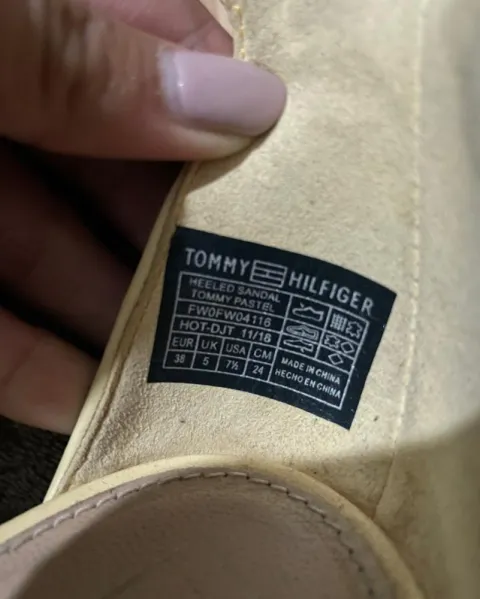 TOMMY HILFIGER
HEELED SANDAL
TOMMY PASTEL
FW0FW04116
HOT-DJT 11/16
EUR UK USA CM
38 5 7½ 24
MADE IN CHINA
HECHO EN CHINA